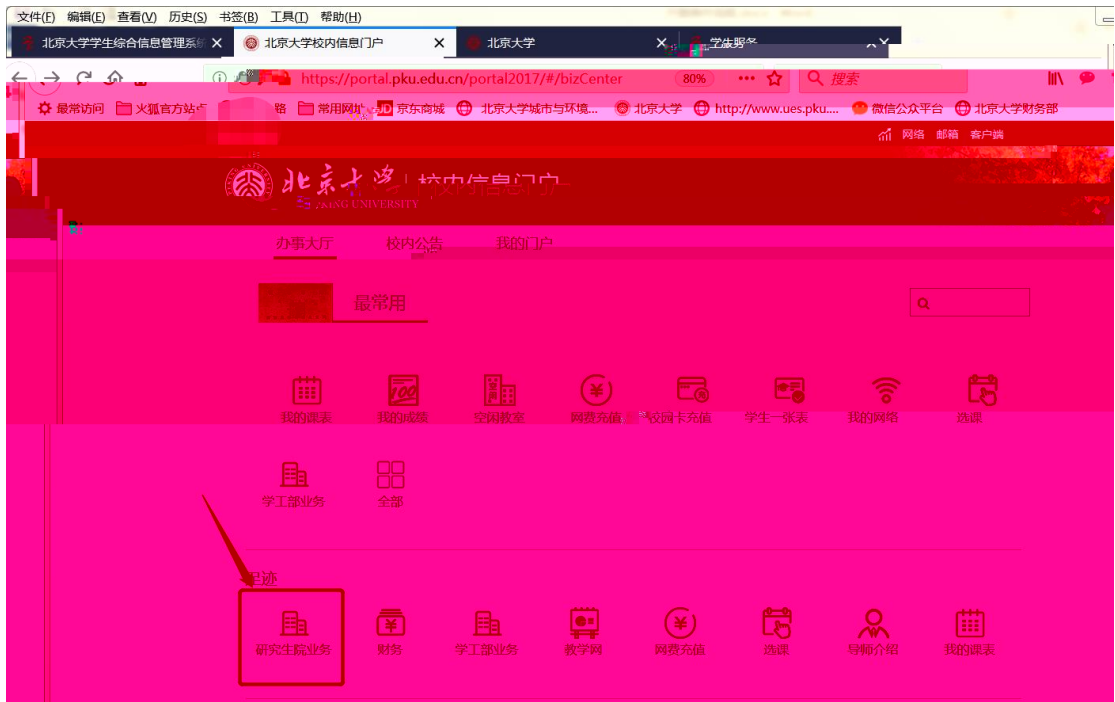 文件(F) 编辑(E) 查看(V) 历史(S) 书签(B) 工具(T) 帮助(H)
北京大学学生综合信息管理系统 北京大学校内信息门户 北京大学
https://portal.pku.edu.cn/portal2017/#/bizCenter 80% 搜索
最常访问 火狐官方站点 常用网址 JD 京东商城 北京大学城市与环境... 北京大学 http://www.ues.pku.... 微信公众平台 北京大学财务部
网络 邮箱 客户端
北京大学 校内信息门户
UNIVERSITY
办事大厅 校内公告 我的门户
最常用
我的课表 我的成绩 空闲教室 网费充值 校园卡充值 学生一张表 我的网络 选课
学工部业务 全部
足迹
研究生院业务 财务 学工部业务 教学网 网费充值 选课 导师介绍 我的课表